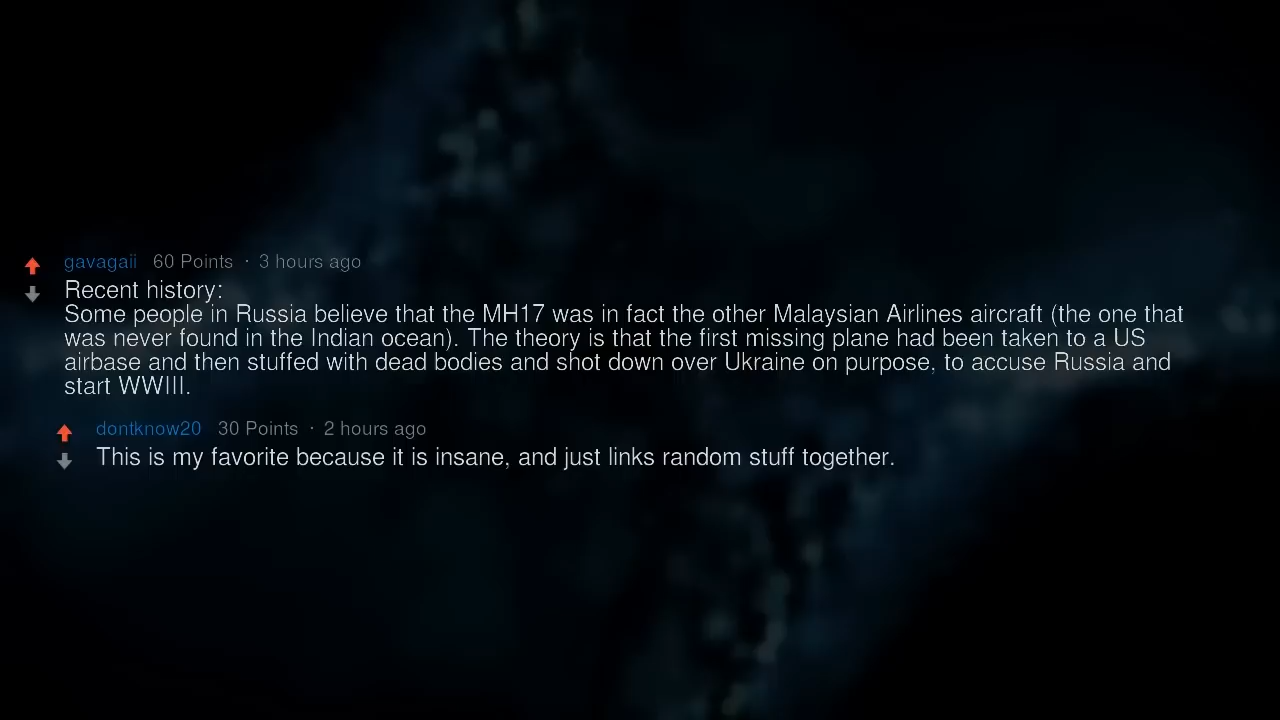 gavagaii 60 Points · 3 hours ago
Recent history:
Some people in Russia believe that the MH17 was in fact the other Malaysian Airlines aircraft (the one that
was never found in the Indian ocean). The theory is that the first missing plane had been taken to a US
airbase and then stuffed with dead bodies and shot down over Ukraine on purpose, to accuse Russia and
start WWIII.
dontknow20 30 Points · 2 hours ago
This is my favorite because it is insane, and just links random stuff together.